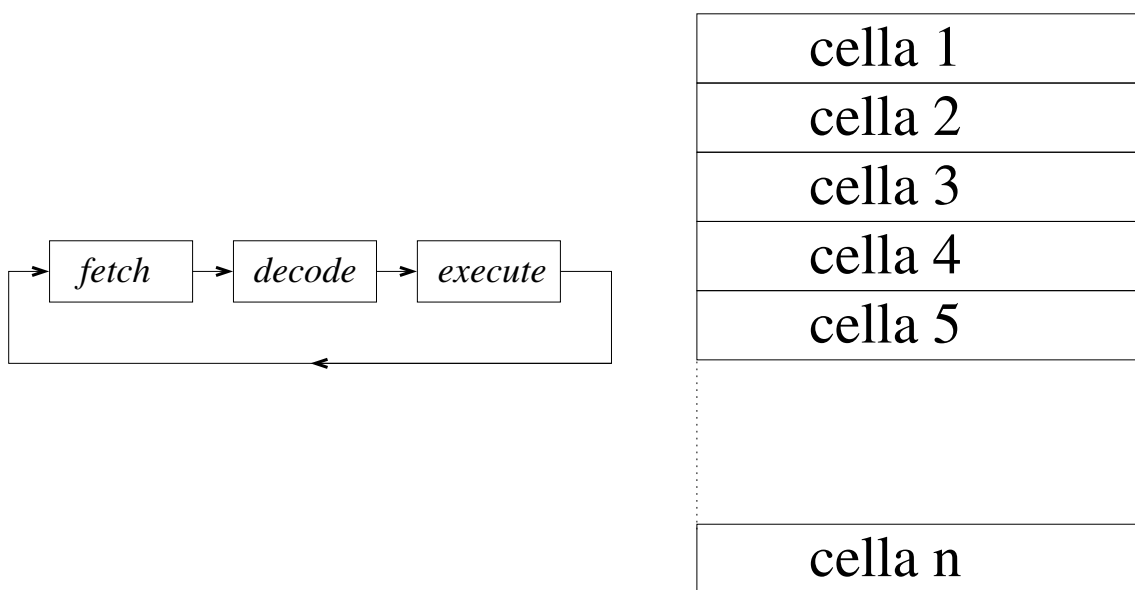 fetch decode execute
cella 1
cella 2
cella 3
cella 4
cella 5
cella n